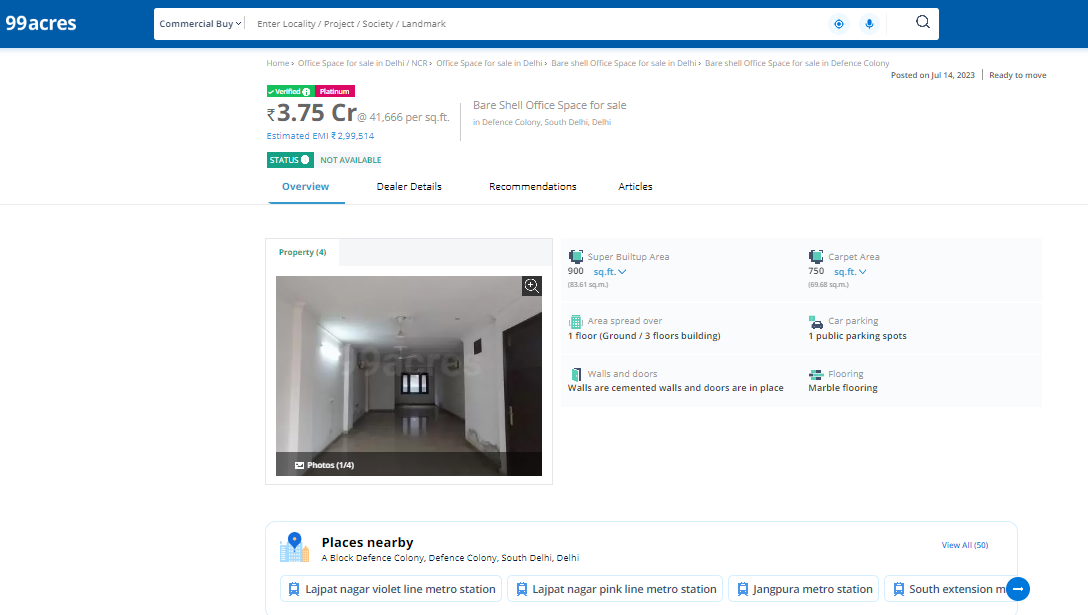 99acres
Commercial Buy
Enter Locality / Project / Society / Landmark
Home › Office Space for sale in Delhi / NCR › Office Space for sale in Delhi › Bare shell Office Space for sale in Delhi › Bare shell Office Space for sale in Defence Colony
Posted on Jul 14, 2023 | Ready to move
Verified Platinum
₹3.75 Cr @ 41,666 per sq.ft.
Estimated EMI ₹ 2,99,514
Bare Shell Office Space for sale
in Defence Colony, South Delhi, Delhi
STATUS NOT AVAILABLE
Overview Dealer Details Recommendations Articles
Property (4)
99acres
Photos (1/4)
Super Builtup Area
900 sq.ft.
(83.61 sq.m.)
Carpet Area
750 sq.ft.
(69.68 sq.m.)
Area spread over
1 floor (Ground / 3 floors building)
Car parking
1 public parking spots
Walls and doors
Walls are cemented walls and doors are in place
Flooring
Marble flooring
Places nearby
A Block Defence Colony, Defence Colony, South Delhi, Delhi
View All (50)
Lajpat nagar violet line metro station
Lajpat nagar pink line metro station
Jangpura metro station
South extension m